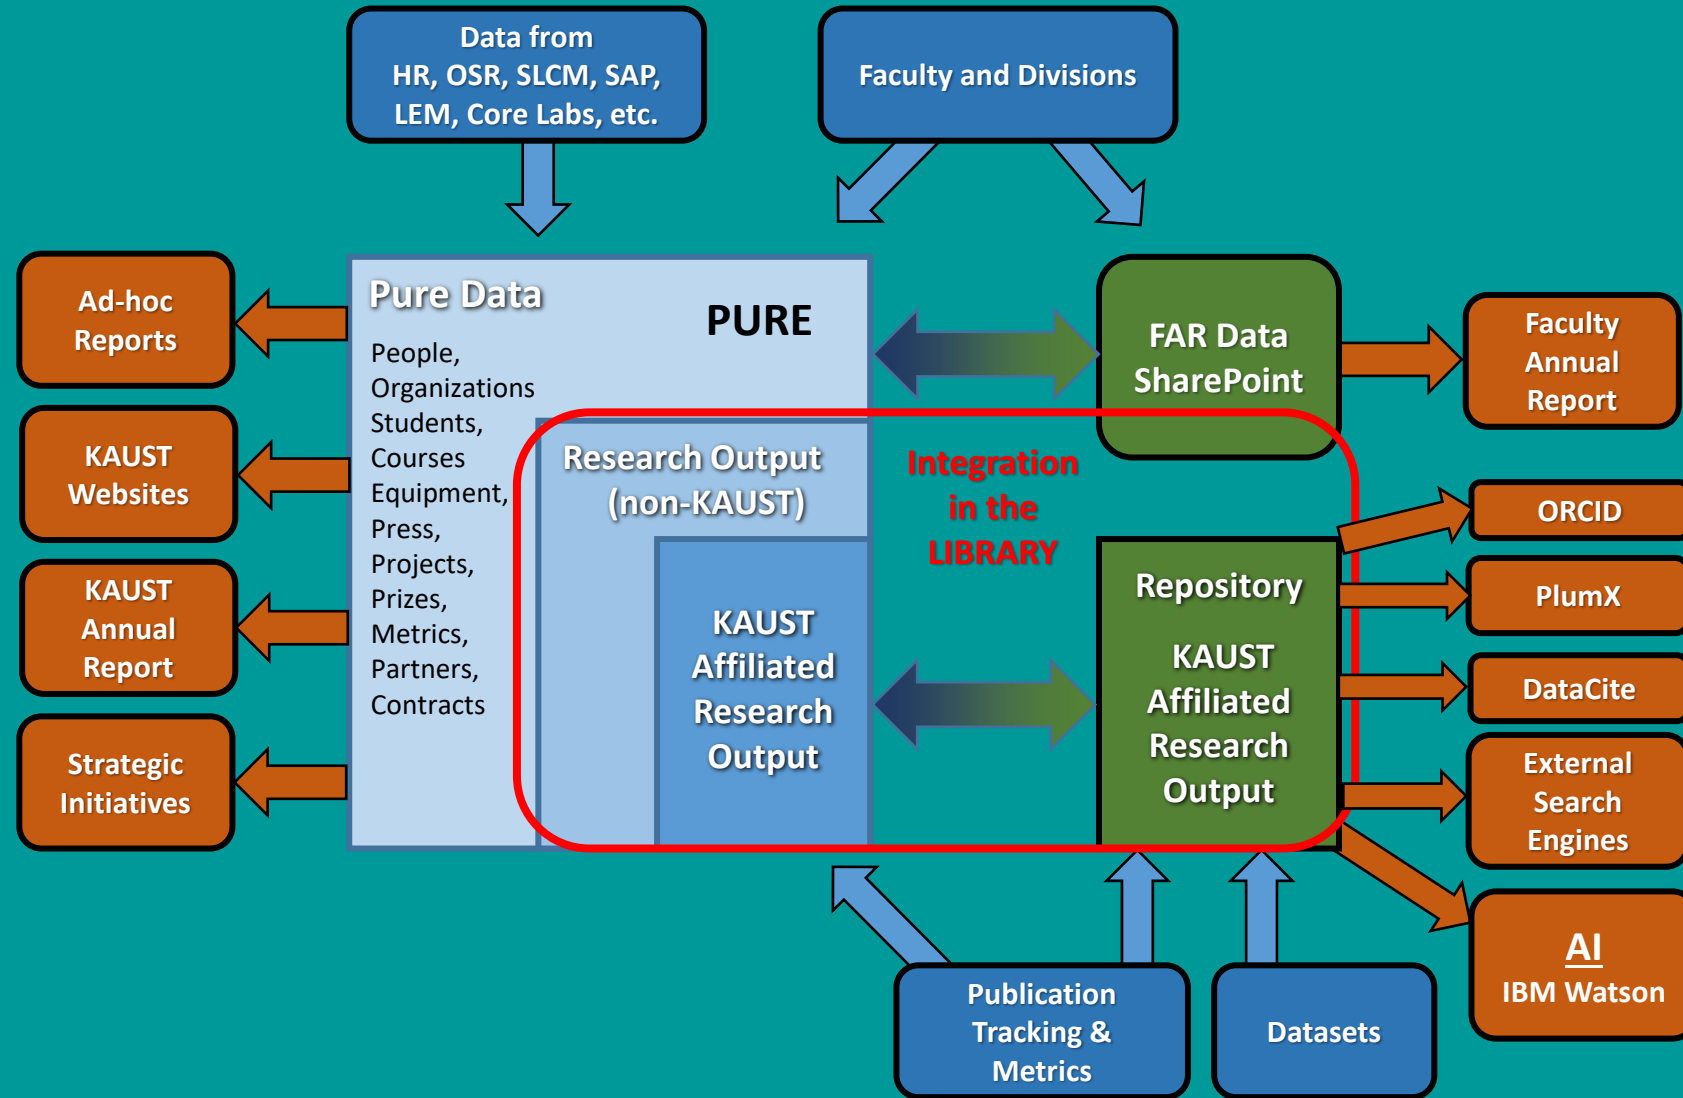 Data from
HR, OSR, SLCM, SAP,
LEM, Core Labs, etc.
Faculty and Divisions
Ad-hoc
Reports
KAUST
Websites
KAUST
Annual
Report
Strategic
Initiatives
Pure Data
PURE
People,
Organizations
Students,
Courses
Equipment,
Press,
Projects,
Prizes,
Metrics,
Partners,
Contracts
Research Output
(non-KAUST)
KAUST
Affiliated
Research
Output
Integration
in the
LIBRARY
FAR Data
SharePoint
Repository
KAUST
Affiliated
Research
Output
Faculty
Annual
Report
ORCID
PlumX
DataCite
External
Search
Engines
AI
IBM Watson
Publication
Tracking &
Metrics
Datasets